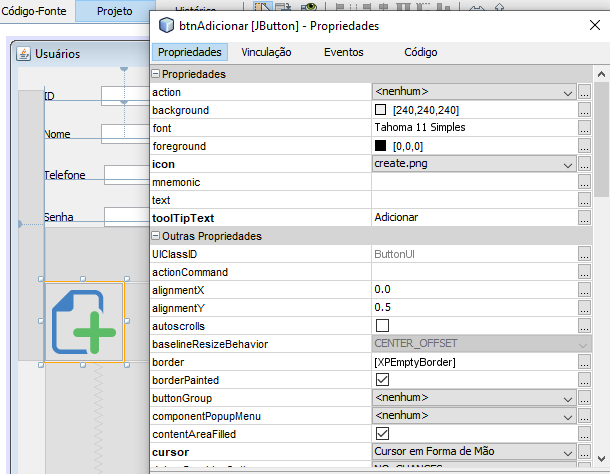 Código-Fonte Projeto
btnAdicionar [JButton] - Propriedades
Usuários
ID
Nome
Telefone
Senha
Propriedades Vinculação Eventos Código
Propriedades
action <nenhum> ...
background [240,240,240] ...
font Tahoma 11 Simples ...
foreground [0,0,0] ...
icon create.png ...
mnemonic ...
text ...
toolTipText Adicionar ...
Outras Propriedades
UIClassID ButtonUI ...
actionCommand ...
alignmentX 0.0 ...
alignmentY 0.5 ...
autoscrolls ...
baselineResizeBehavior CENTER_OFFSET ...
border [XPEmptyBorder] ...
borderPainted ...
buttonGroup <nenhum> ...
componentPopupMenu <nenhum> ...
contentAreaFilled ...
cursor Cursor em Forma de Mão ...